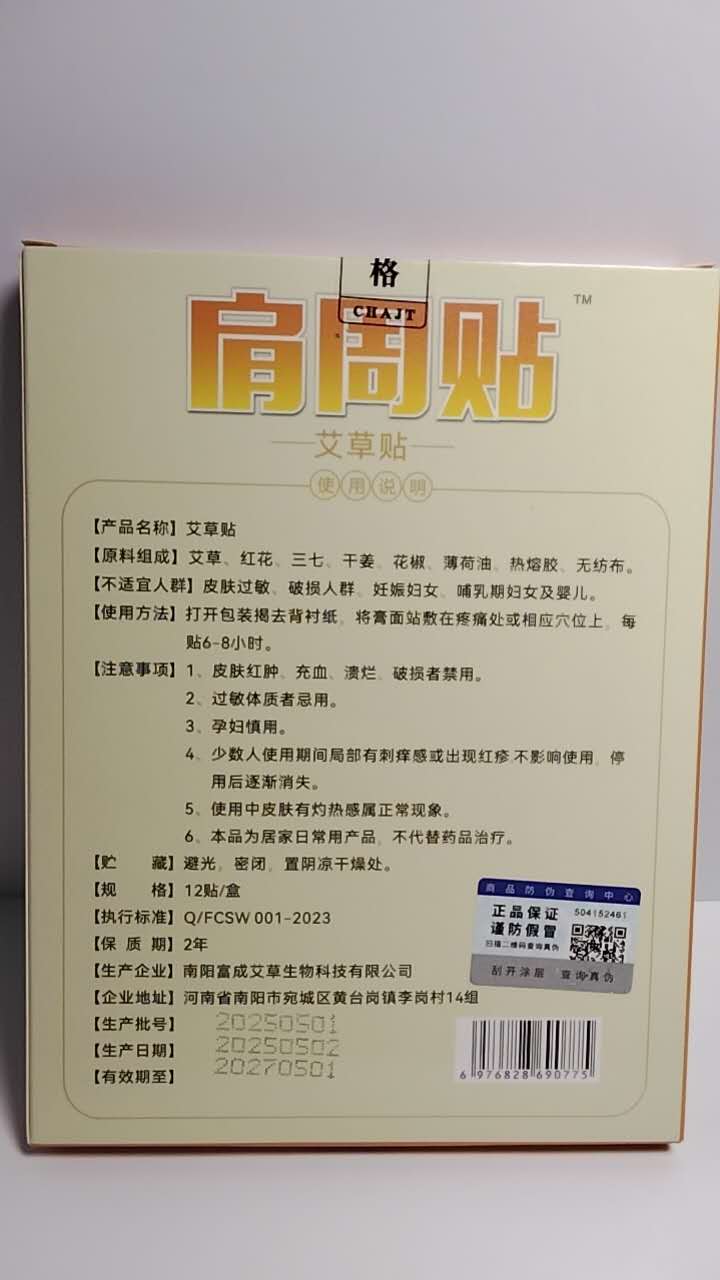 格
CHAJT
肩周贴
TM
艾草贴
使用说明
【产品名称】艾草贴
【原料组成】艾草、红花、三七、干姜、花椒、薄荷油、热熔胶、无纺布。
【不适宜人群】皮肤过敏、破损人群、妊娠妇女、哺乳期妇女及婴儿。
【使用方法】打开包装揭去背衬纸，将膏面站敷在疼痛处或相应穴位上，每
贴6-8小时。
【注意事项】1、皮肤红肿、充血、溃烂、破损者禁用。
2、过敏体质者忌用。
3、孕妇慎用。
4、少数人使用期间局部有刺痒感或出现红疹,不影响使用，停
用后逐渐消失。
5、使用中皮肤有灼热感属正常现象。
6、本品为居家日常用产品，不代替药品治疗。
【贮 藏】避光，密闭，置阴凉干燥处。
【规 格】12贴/盒
【执行标准】Q/FCSW 001-2023
【保 质 期】2年
【生产企业】南阳富成艾草生物科技有限公司
【企业地址】河南省南阳市宛城区黄台岗镇李岗村14组
【生产批号】20250501
【生产日期】20250502
【有效期至】20270501
商品防伪查询中心
正品保证
504152461
谨防假冒
扫描二维码查询真伪
刮开涂层 查询真伪
6 976828 690775